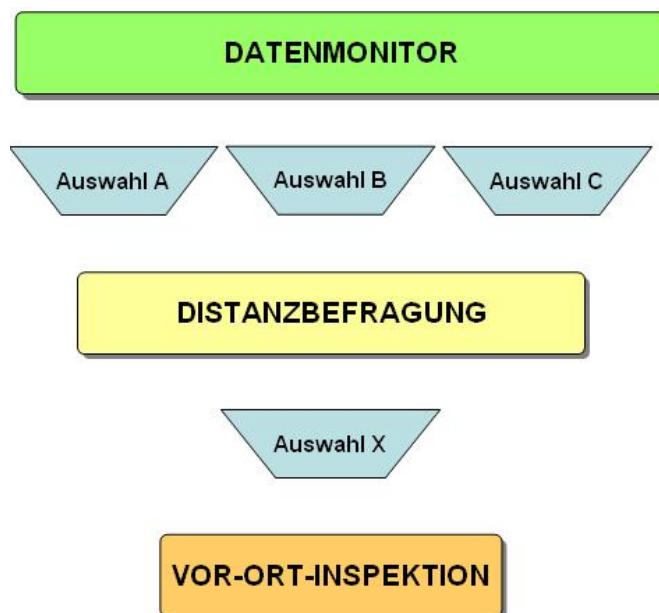 DATENMONITOR
Auswahl A
Auswahl B
Auswahl C
DISTANZBEFRAGUNG
Auswahl X
VOR-ORT-INSPEKTION